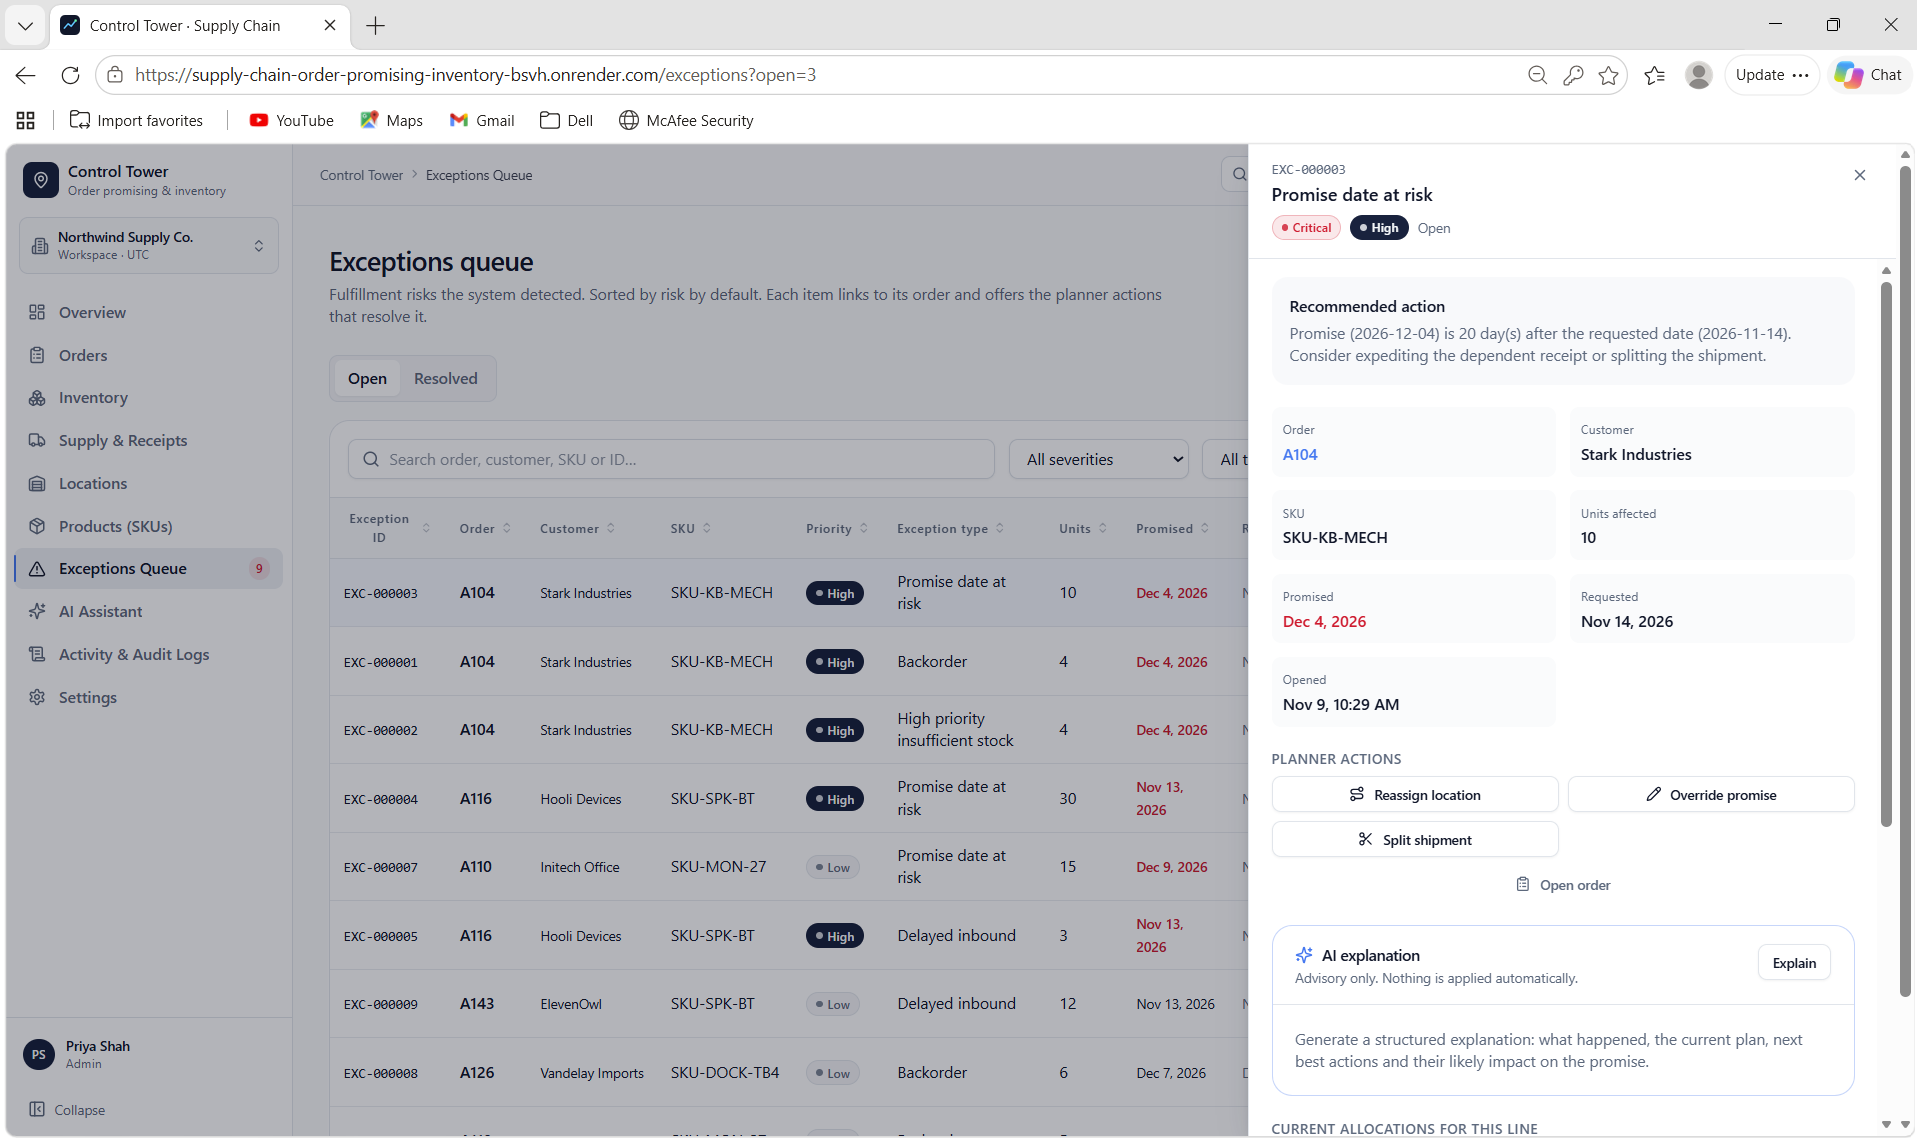 Control Tower · Supply Chain
https://supply-chain-order-promising-inventory-bsvh.onrender.com/exceptions?open=3
Update
Chat
Import favorites
YouTube
Maps
Gmail
Dell
McAfee Security
Control Tower
Order promising & inventory
Northwind Supply Co.
Workspace · UTC
Overview
Orders
Inventory
Supply & Receipts
Locations
Products (SKUs)
Exceptions Queue 9
AI Assistant
Activity & Audit Logs
Settings
PS
Priya Shah
Admin
Collapse
Control Tower > Exceptions Queue
Exceptions queue
Fulfillment risks the system detected. Sorted by risk by default. Each item links to its order and offers the planner actions
that resolve it.
Open Resolved
Search order, customer, SKU or ID...
All severities
All t
Exception ID Order Customer SKU Priority Exception type Units Promised R
EXC-000003 A104 Stark Industries SKU-KB-MECH High Promise date at risk 10 Dec 4, 2026 N
EXC-000001 A104 Stark Industries SKU-KB-MECH High Backorder 4 Dec 4, 2026 N
EXC-000002 A104 Stark Industries SKU-KB-MECH High High priority insufficient stock 4 Dec 4, 2026 N
EXC-000004 A116 Hooli Devices SKU-SPK-BT High Promise date at risk 30 Nov 13, 2026 N
EXC-000007 A110 Initech Office SKU-MON-27 Low Promise date at risk 15 Dec 9, 2026 N
EXC-000005 A116 Hooli Devices SKU-SPK-BT High Delayed inbound 3 Nov 13, 2026 N
EXC-000009 A143 ElevenOwl SKU-SPK-BT Low Delayed inbound 12 Nov 13, 2026 N
EXC-000008 A126 Vandelay Imports SKU-DOCK-TB4 Low Backorder 6 Dec 7, 2026 D
EXC-000003
Promise date at risk
Critical High Open
Recommended action
Promise (2026-12-04) is 20 day(s) after the requested date (2026-11-14).
Consider expediting the dependent receipt or splitting the shipment.
Order
A104
Customer
Stark Industries
SKU
SKU-KB-MECH
Units affected
10
Promised
Dec 4, 2026
Requested
Nov 14, 2026
Opened
Nov 9, 10:29 AM
PLANNER ACTIONS
Reassign location
Override promise
Split shipment
Open order
AI explanation
Advisory only. Nothing is applied automatically.
Explain
Generate a structured explanation: what happened, the current plan, next
best actions and their likely impact on the promise.
CURRENT ALLOCATIONS FOR THIS LINE